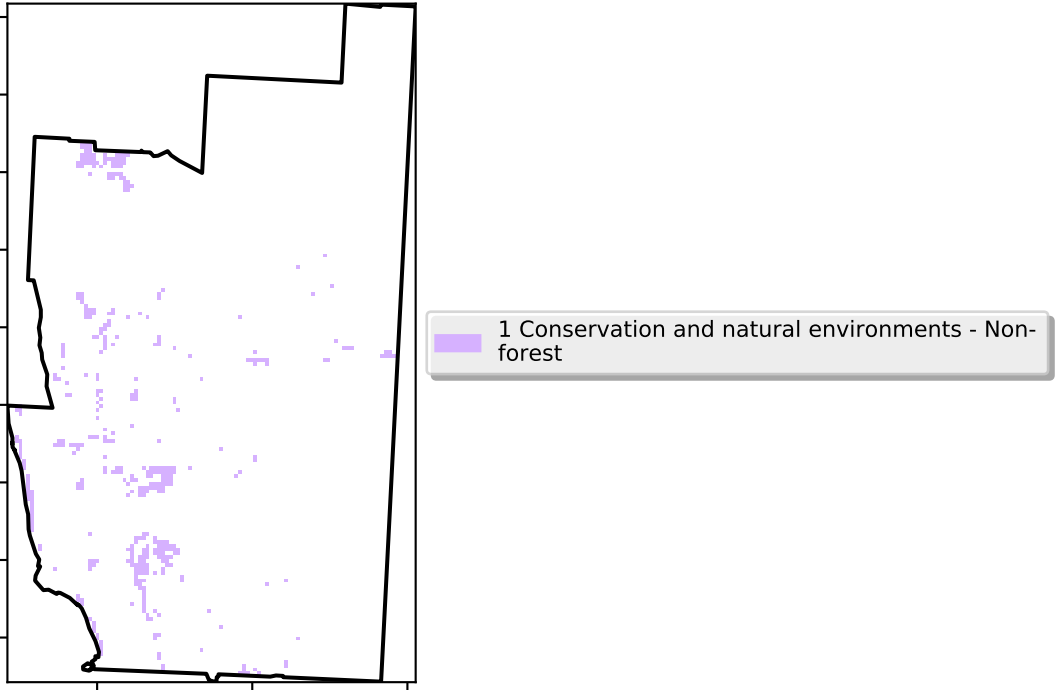 1 Conservation and natural environments - Non-
forest